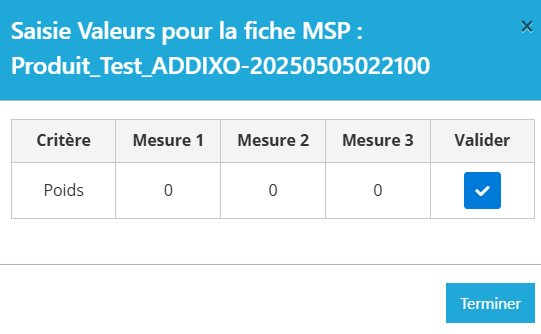 Saisie Valeurs pour la fiche MSP :
Produit_Test_ADDIXO-20250505022100
Critère Mesure 1 Mesure 2 Mesure 3 Valider
Poids 0 0 0
Terminer